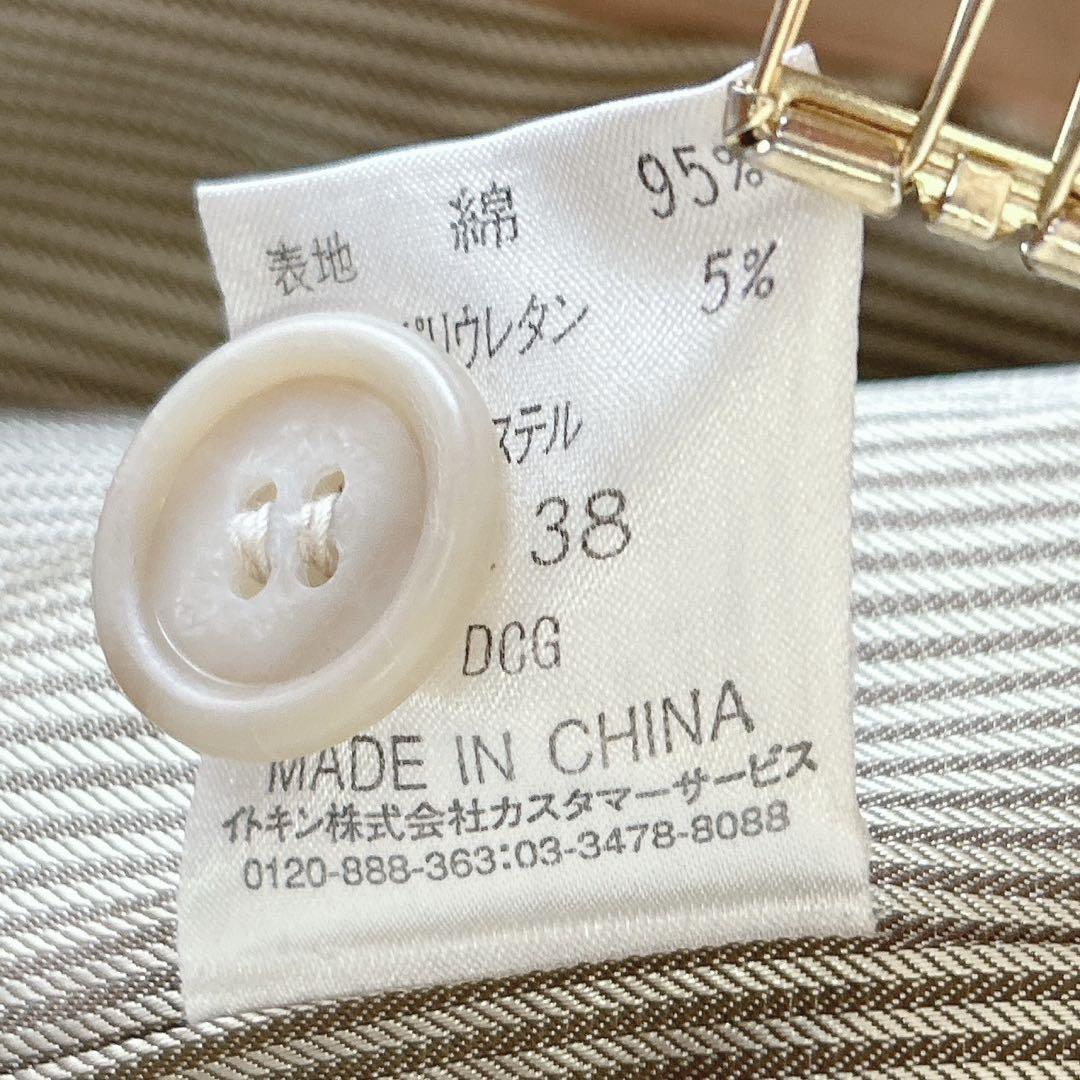 表地 綿 95%
ポリウレタン 5%
ステル
38
DCG
MADE IN CHINA
イトキン株式会社カスタマーサービス
0120-888-363:03-3478-8088